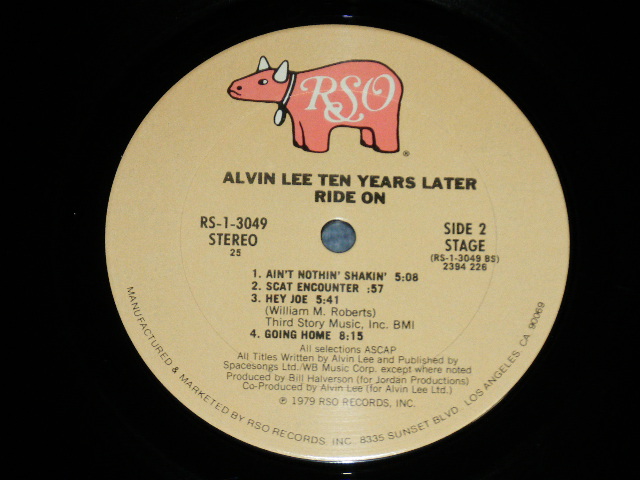 RSO
®
ALVIN LEE TEN YEARS LATER
RIDE ON
RS-1-3049
STEREO
25
SIDE 2
STAGE
(RS-1-3049 BS)
2394 226
1. AIN'T NOTHIN' SHAKIN' 5:08
2. SCAT ENCOUNTER :57
3. HEY JOE 5:41
(William M. Roberts)
Third Story Music, Inc. BMI
4. GOING HOME 8:15
All selections ASCAP
All Titles Written by Alvin Lee and Published by
Spacesongs Ltd./WB Music Corp. except where noted
Produced by Bill Halverson (for Jordan Productions)
Co-Produced by Alvin Lee (for Alvin Lee Ltd.)
℗ 1979 RSO RECORDS, INC.
MANUFACTURED & MARKETED BY RSO RECORDS, INC. 8335 SUNSET BLVD. LOS ANGELES, CA. 90069